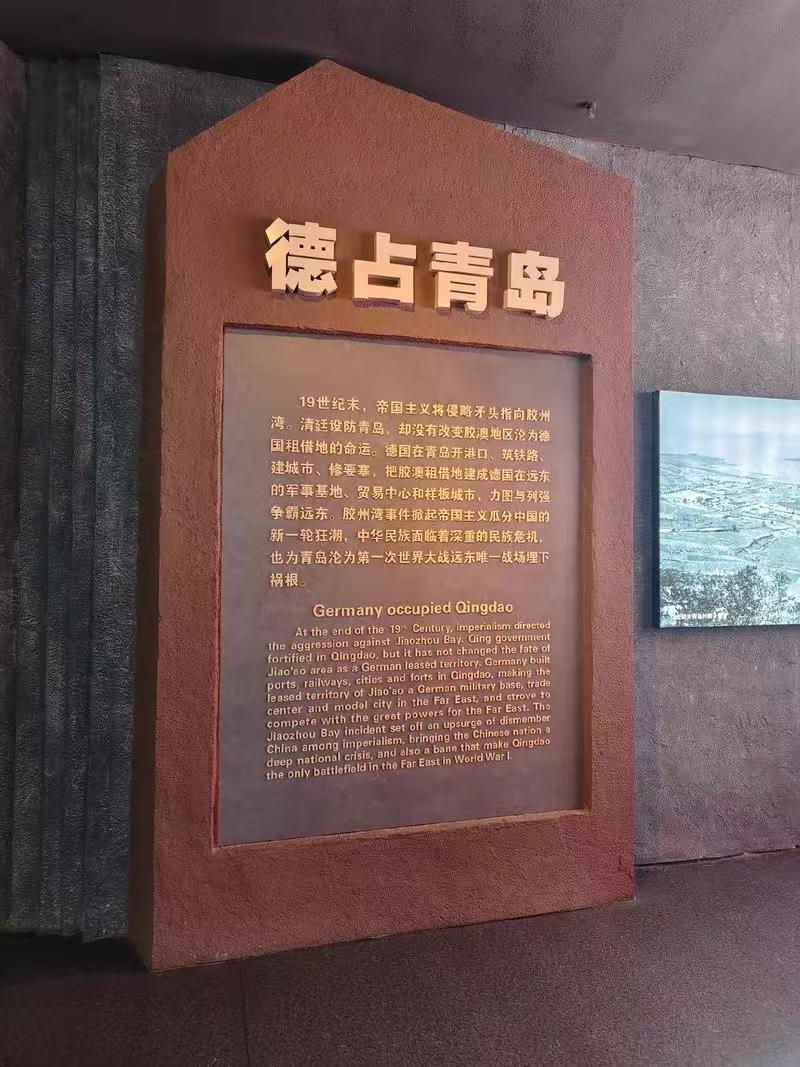 德占青岛
19世纪末，帝国主义将侵略矛头指向胶州
湾。清廷设防青岛，却没有改变胶澳地区沦为德
国租借地的命运。德国在青岛开港口、筑铁路、
建城市、修要塞，把胶澳租借地建成德国在远东
的军事基地、贸易中心和样板城市，力图与列强
争霸远东。胶州湾事件掀起帝国主义瓜分中国的
新一轮狂潮，中华民族面临着深重的民族危机，
也为青岛沦为第一次世界大战远东唯一战场埋下
祸根。
Germany occupied Qingdao
At the end of the 19th Century, imperialism directed
the aggression against Jiaozhou Bay. Qing government
fortified in Qingdao, but it has not changed the fate of
Jiao'ao area as a German leased territory. Germany built
ports, railways, cities and forts in Qingdao, making the
leased territory of Jiao'ao a German military base, trade
center and model city in the Far East, and strove to
compete with the great powers for the Far East. The
Jiaozhou Bay incident set off an upsurge of dismember
China among imperialism, bringing the Chinese nation a
deep national crisis, and also a bane that make Qingdao
the only battlefield in the Far East in World War I.